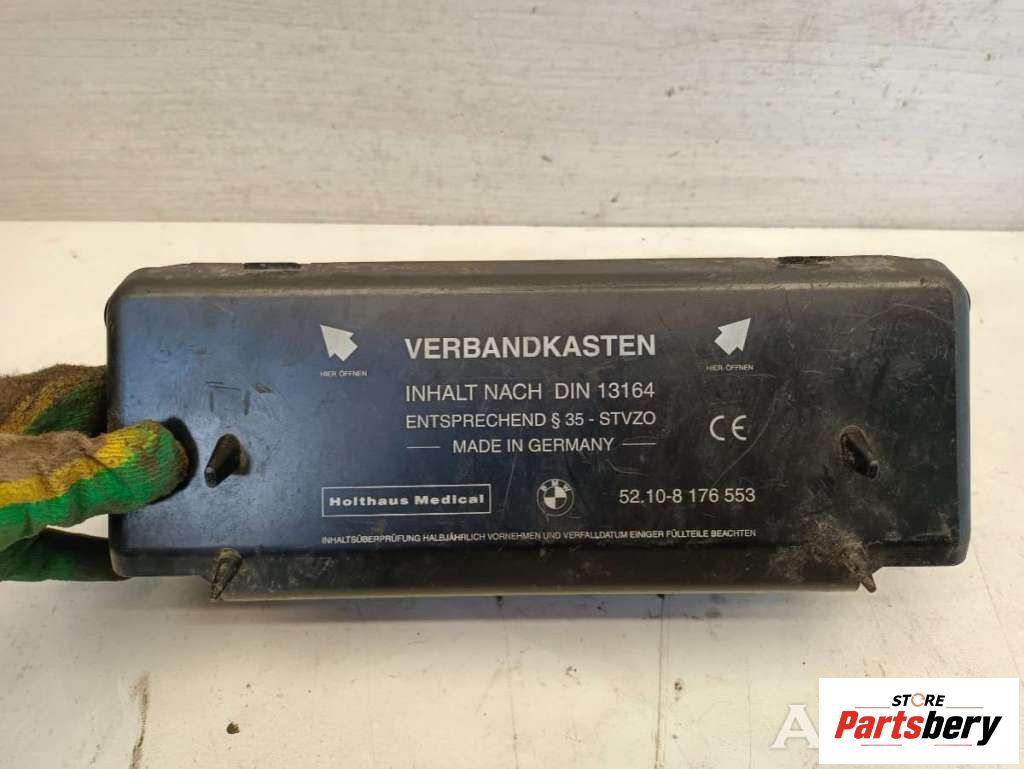 VERBANDKASTEN
HIER ÖFFNEN
HIER ÖFFNEN
INHALT NACH DIN 13164
ENTSPRECHEND § 35 - STVZO
CE
MADE IN GERMANY
Holthaus Medical
BMW
52.10-8 176 553
INHALTSÜBERPRÜFUNG HALBJÄHRLICH VORNEHMEN UND VERFALLDATUM EINIGER FÜLLTEILE BEACHTEN
STORE
Partsbery